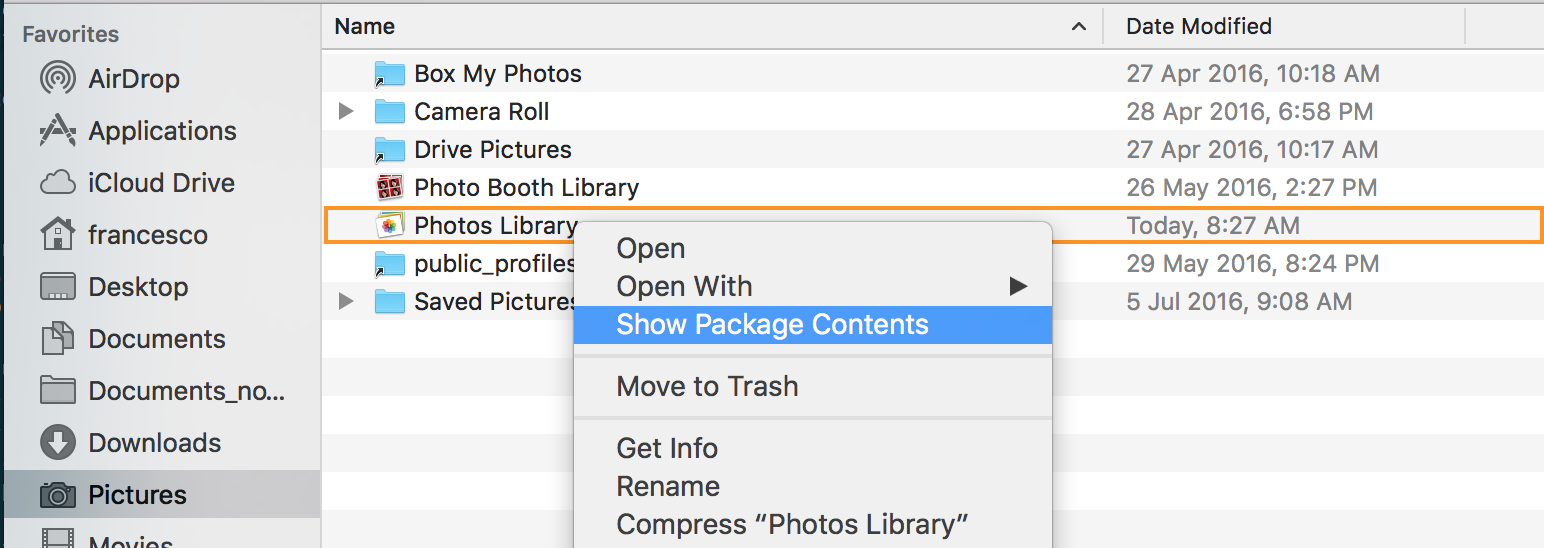 Favorites
AirDrop
Applications
iCloud Drive
francesco
Desktop
Documents
Documents_no...
Downloads
Pictures
Movies
Name Date Modified
Box My Photos 27 Apr 2016, 10:18 AM
Camera Roll 28 Apr 2016, 6:58 PM
Drive Pictures 27 Apr 2016, 10:17 AM
Photo Booth Library 26 May 2016, 2:27 PM
Photos Library Today, 8:27 AM
public_profiles 29 May 2016, 8:24 PM
Saved Pictures 5 Jul 2016, 9:08 AM
Open
Open With
Show Package Contents
Move to Trash
Get Info
Rename
Compress “Photos Library”